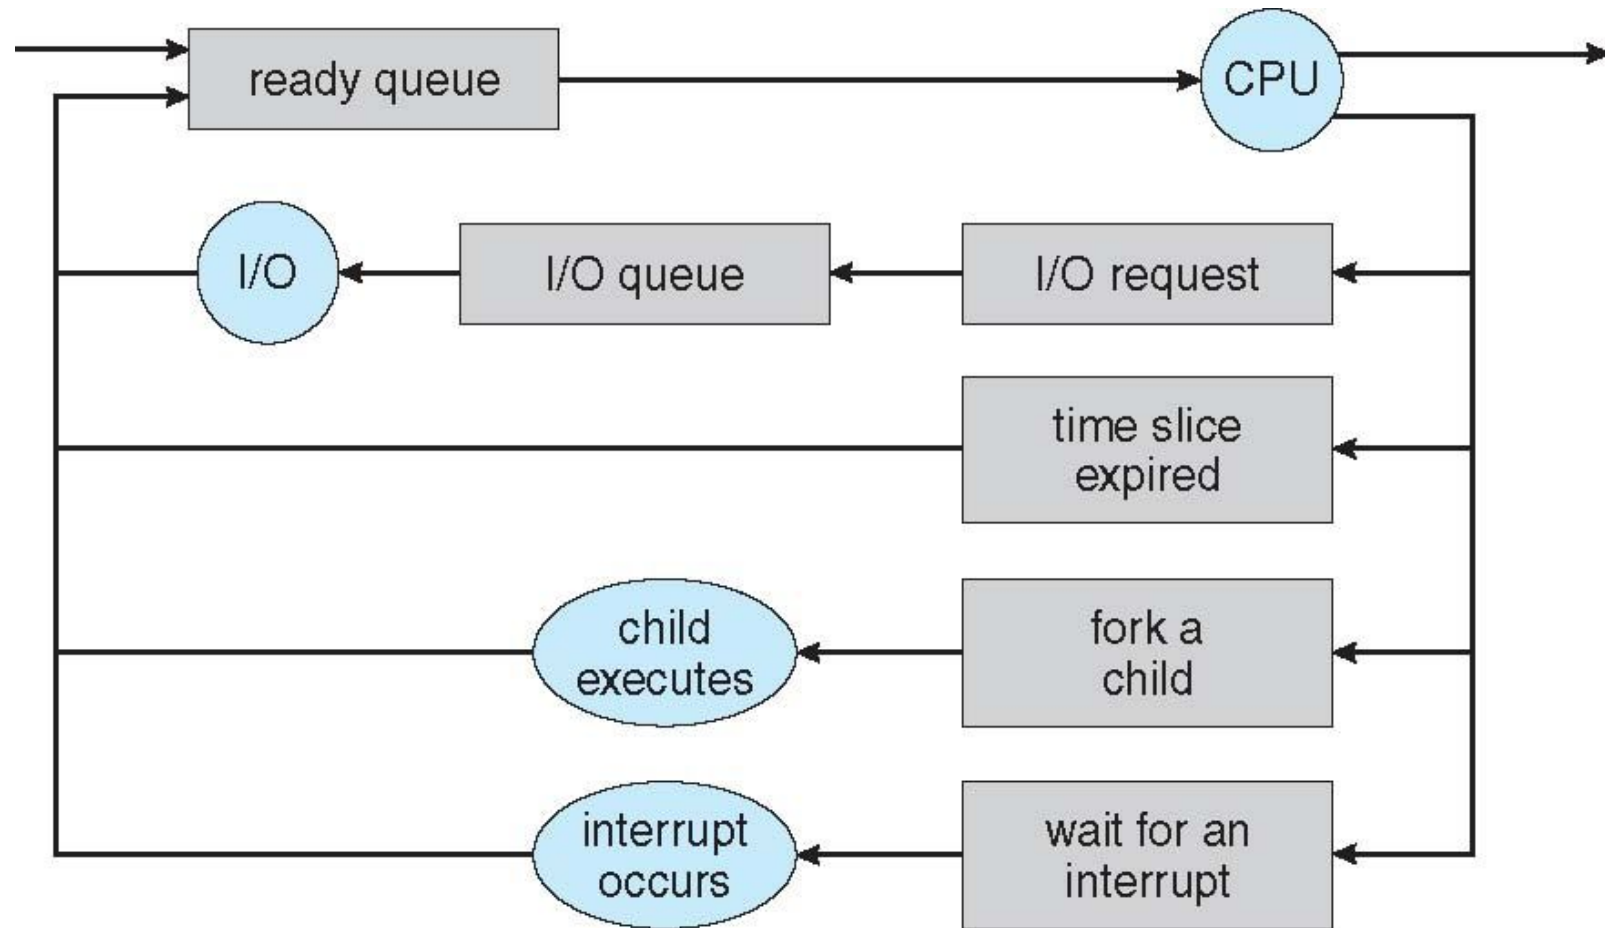 ready queue
CPU
I/O
I/O queue
I/O request
time slice
expired
child
executes
fork a
child
interrupt
occurs
wait for an
interrupt